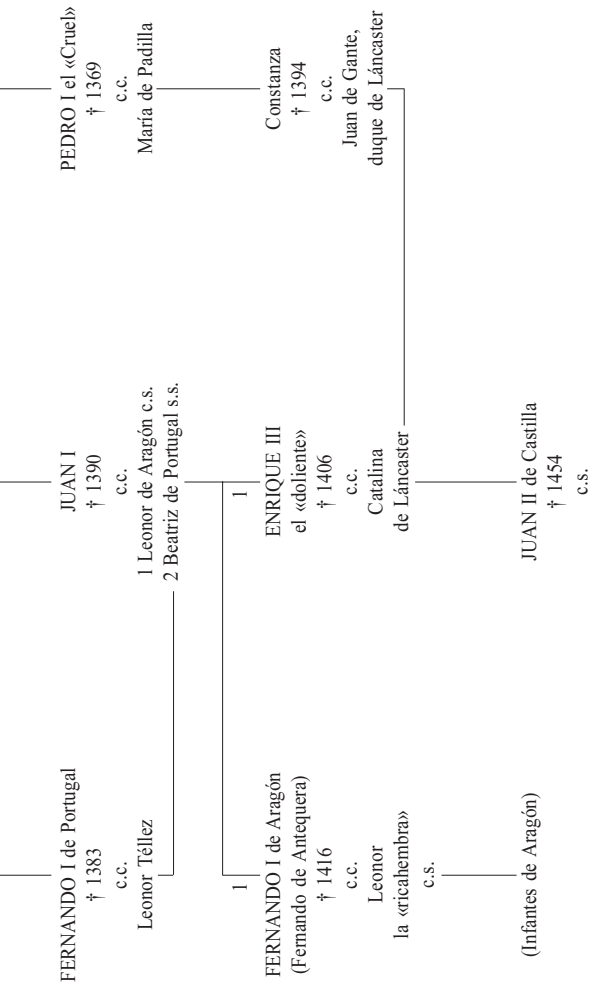 FERNANDO I de Portugal
† 1383
c.c.
Leonor Téllez
JUAN I
† 1390
c.c.
1 Leonor de Aragón c.s.
2 Beatriz de Portugal s.s.
PEDRO I el «Cruel»
† 1369
c.c.
María de Padilla
1
FERNANDO I de Aragón
(Fernando de Antequera)
† 1416
c.c.
Leonor
la «ricahembra»
c.s.
1
ENRIQUE III
el «doliente»
† 1406
c.c.
Catalina
de Láncaster
Constanza
† 1394
c.c.
Juan de Gante,
duque de Láncaster
(Infantes de Aragón)
JUAN II de Castilla
† 1454
c.s.